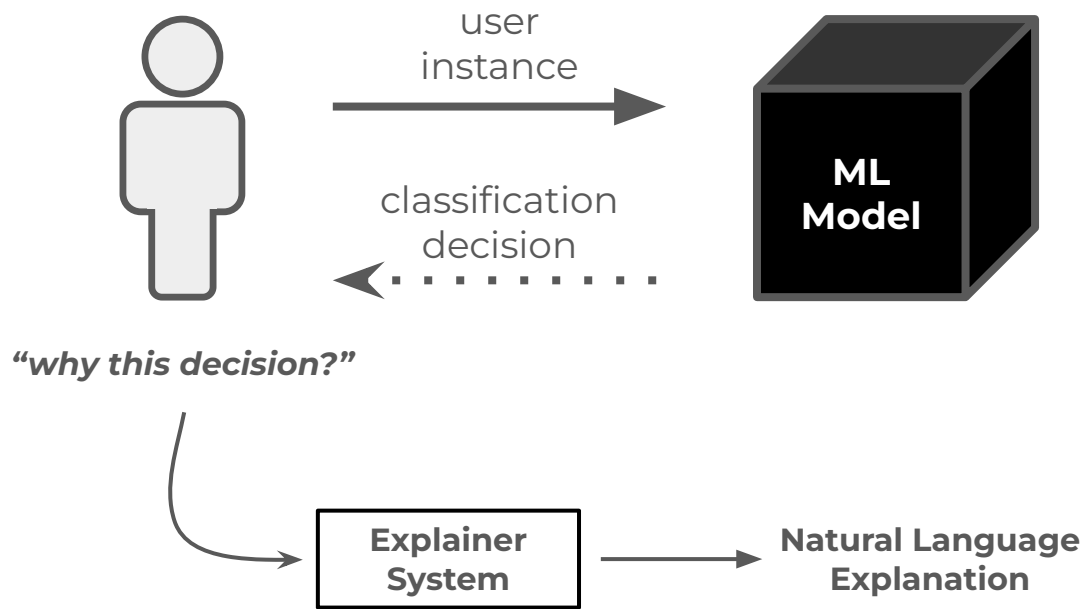 user
instance
ML
Model
classification
decision
“why this decision?”
Explainer
System
Natural Language
Explanation